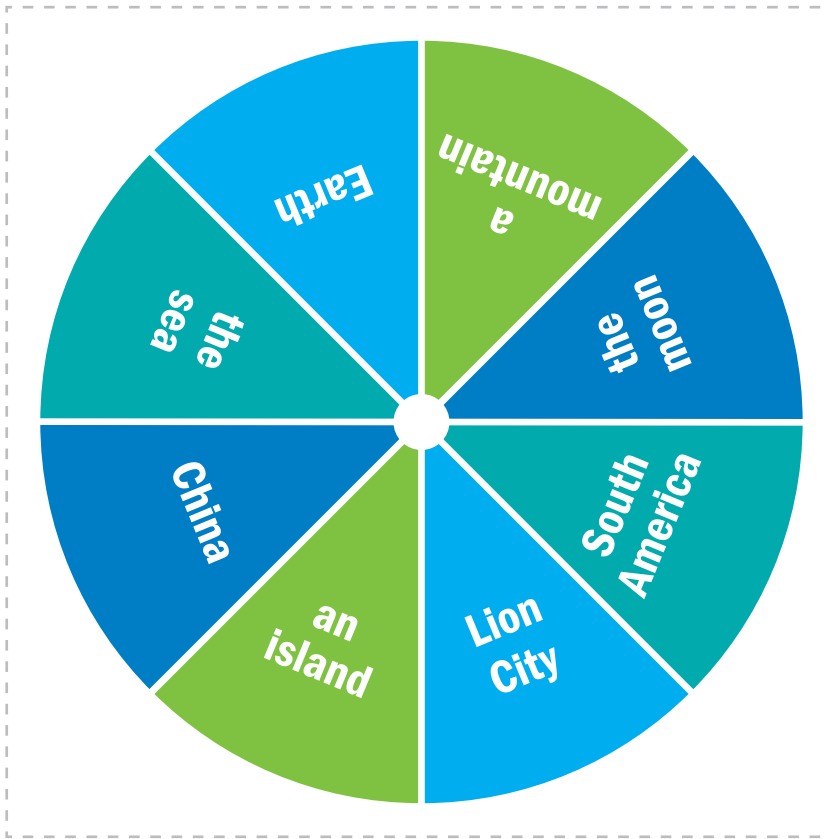 a
mountain
the
moon
South
America
Lion
City
an
island
China
the
sea
Earth